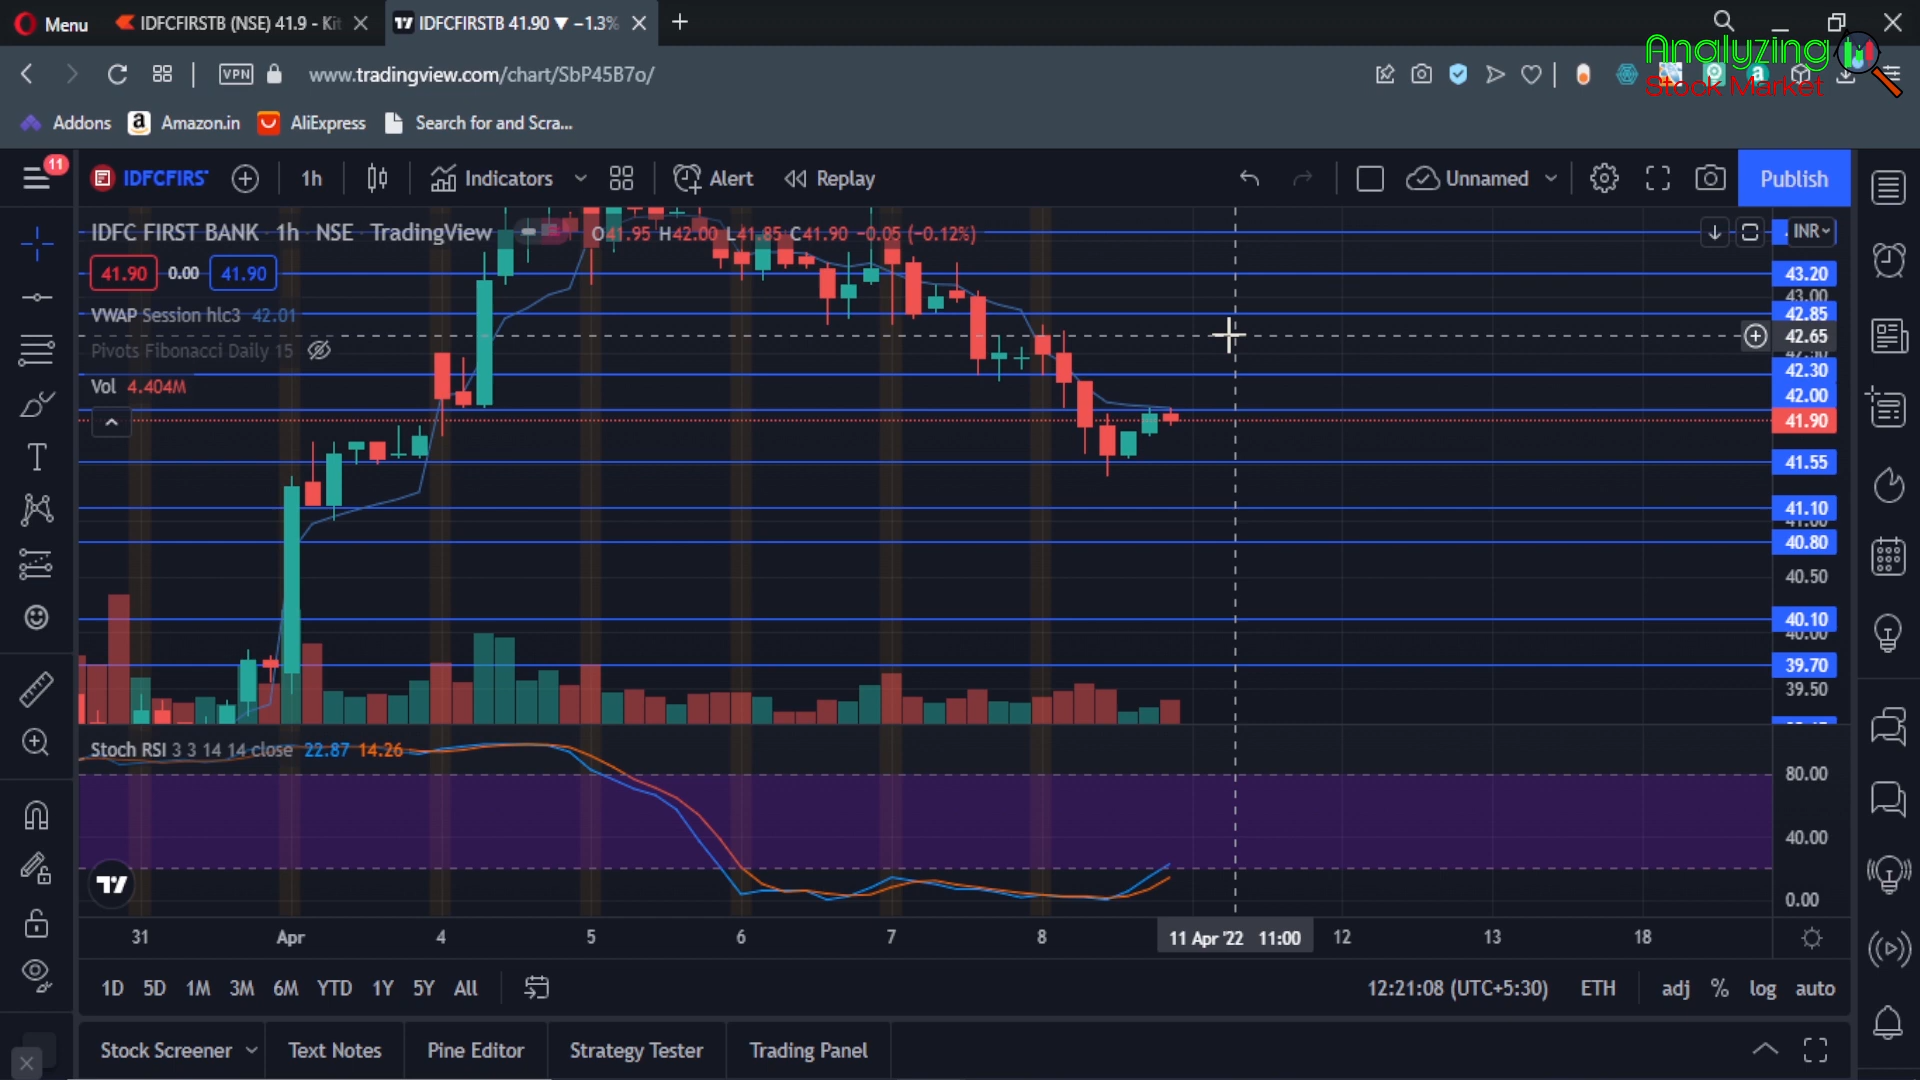 Menu
IDFCFIRSTB (NSE) 41.9 - Kit
IDFCFIRSTB 41.90 ▼ −1.3%
Analyzing
Stock Market
VPN
www.tradingview.com/chart/SbP45B7o/
Addons
Amazon.in
AliExpress
Search for and Scra...
11
IDFCFIRST
1h
Indicators
Alert
Replay
Unnamed
Publish
IDFC FIRST BANK 1h NSE TradingView
O41.95 H42.00 L41.85 C41.90 −0.05 (−0.12%)
INR
41.90 0.00 41.90
VWAP Session hlc3 42.01
Pivots Fibonacci Daily 15
Vol 4.404M
43.20
43.00
42.85
42.65
42.30
42.00
41.90
41.55
41.10
41.00
40.80
40.50
40.10
40.00
39.70
39.50
Stoch RSI 3 3 14 14 close 22.87 14.26
80.00
40.00
0.00
31 Apr 4 5 6 7 8 11 Apr '22 11:00 12 13 18
1D 5D 1M 3M 6M YTD 1Y 5Y All
12:21:08 (UTC+5:30) ETH adj % log auto
Stock Screener Text Notes Pine Editor Strategy Tester Trading Panel